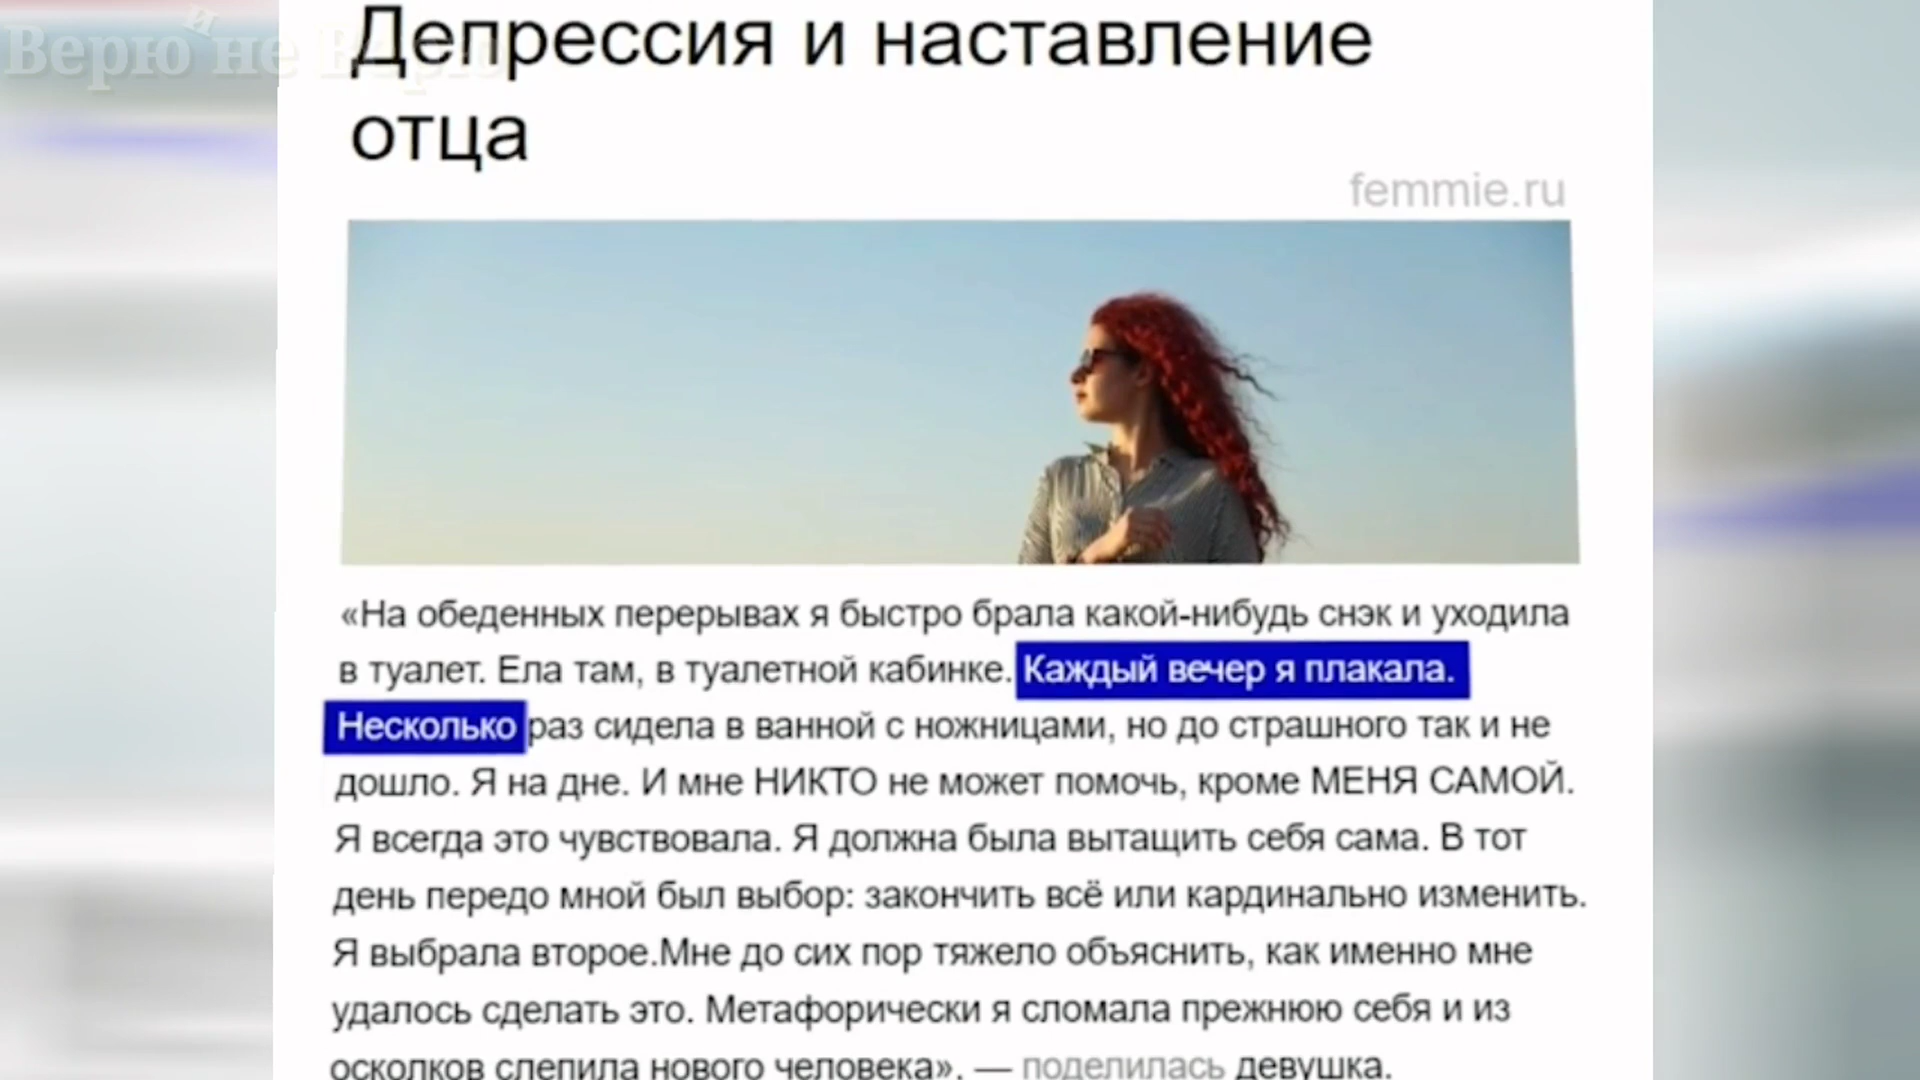 Верю и не Верю
Депрессия и наставление
отца
femmie.ru
«На обеденных перерывах я быстро брала какой-нибудь снэк и уходила
в туалет. Ела там, в туалетной кабинке. Каждый вечер я плакала.
Несколько раз сидела в ванной с ножницами, но до страшного так и не
дошло. Я на дне. И мне НИКТО не может помочь, кроме МЕНЯ САМОЙ.
Я всегда это чувствовала. Я должна была вытащить себя сама. В тот
день передо мной был выбор: закончить всё или кардинально изменить.
Я выбрала второе.Мне до сих пор тяжело объяснить, как именно мне
удалось сделать это. Метафорически я сломала прежнюю себя и из
осколков слепила нового человека», — поделилась девушка.